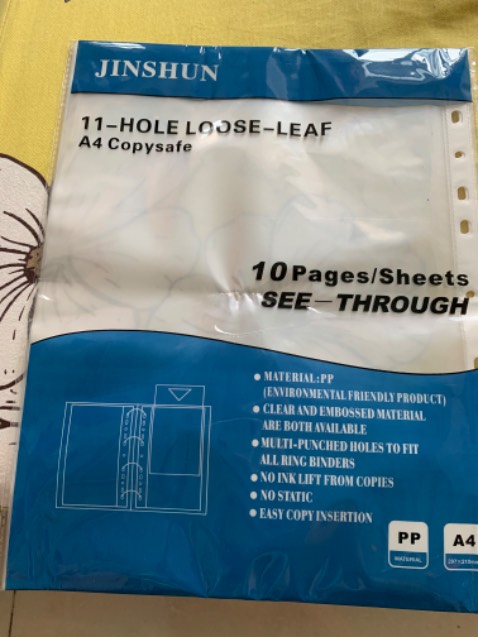 JINSHUN
11-HOLE LOOSE-LEAF
A4 Copysafe
10 Pages/Sheets
SEE-THROUGH
● MATERIAL:PP
(ENVIRONMENTAL FRIENDLY PRODUCT)
● CLEAR AND EMBOSSED MATERIAL
ARE BOTH AVAILABLE
● MULTI-PUNCHED HOLES TO FIT
ALL RING BINDERS
● NO INK LIFT FROM COPIES
● NO STATIC
● EASY COPY INSERTION
PP
MATERIAL
A4